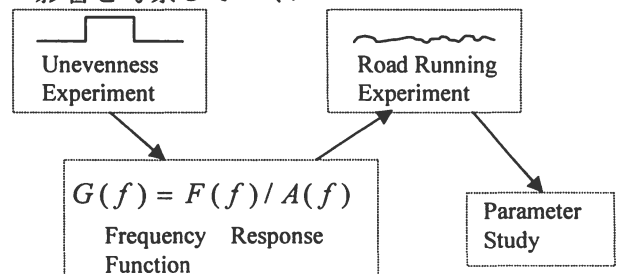 Unevenness
Experiment
Road Running
Experiment
G(f) = F(f)/A(f)
Frequency Response
Function
Parameter
Study